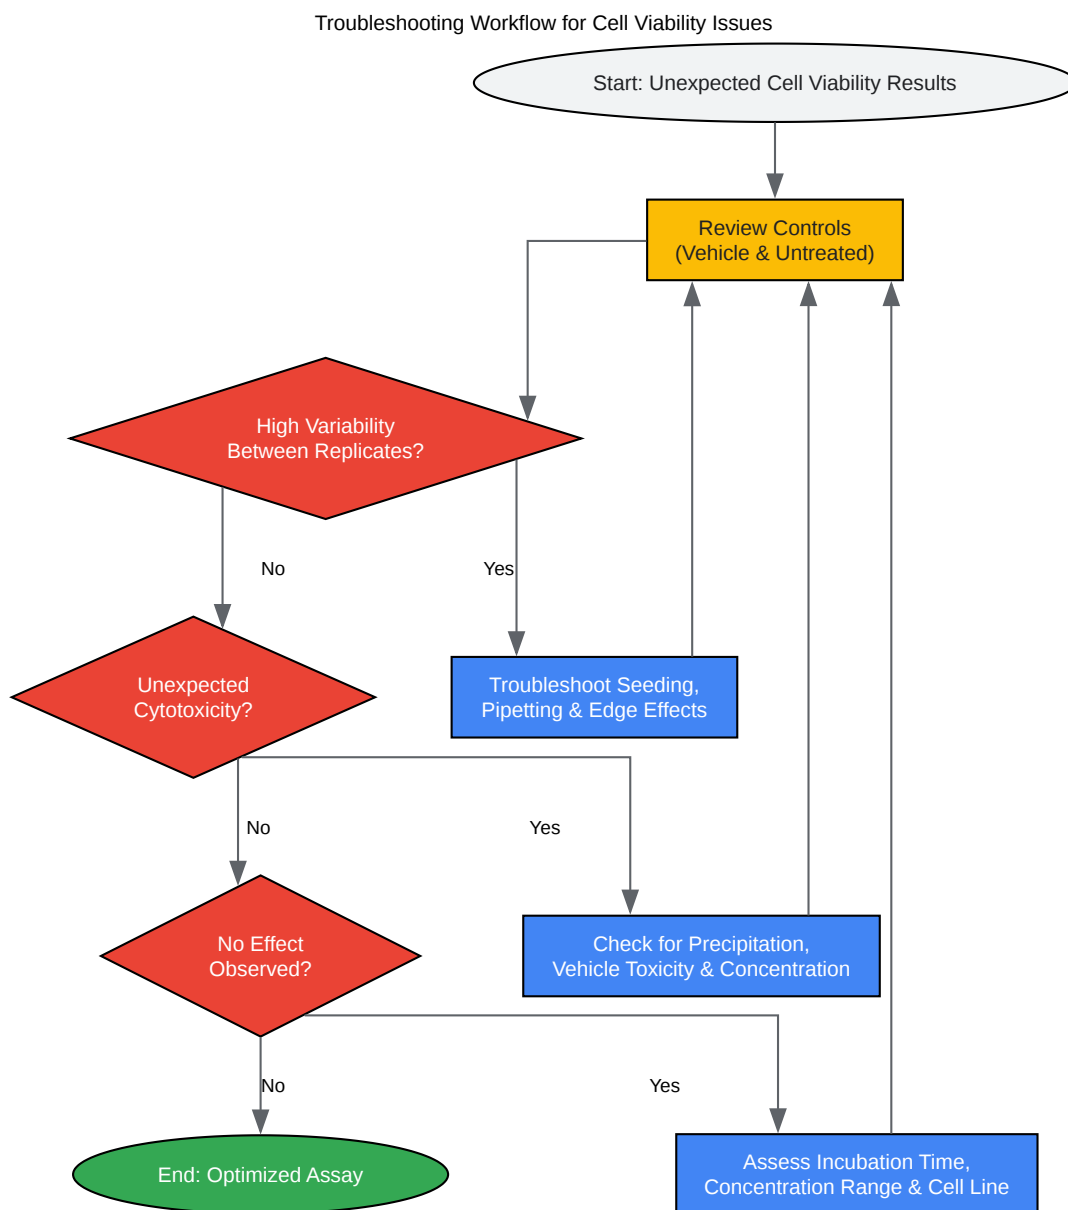 Troubleshooting Workflow for Cell Viability Issues
Start: Unexpected Cell Viability Results
Review Controls
(Vehicle & Untreated)
High Variability
Between Replicates?
No
Yes
Unexpected
Cytotoxicity?
Troubleshoot Seeding,
Pipetting & Edge Effects
No
Yes
No Effect
Observed?
Check for Precipitation,
Vehicle Toxicity & Concentration
No
Yes
End: Optimized Assay
Assess Incubation Time,
Concentration Range & Cell Line